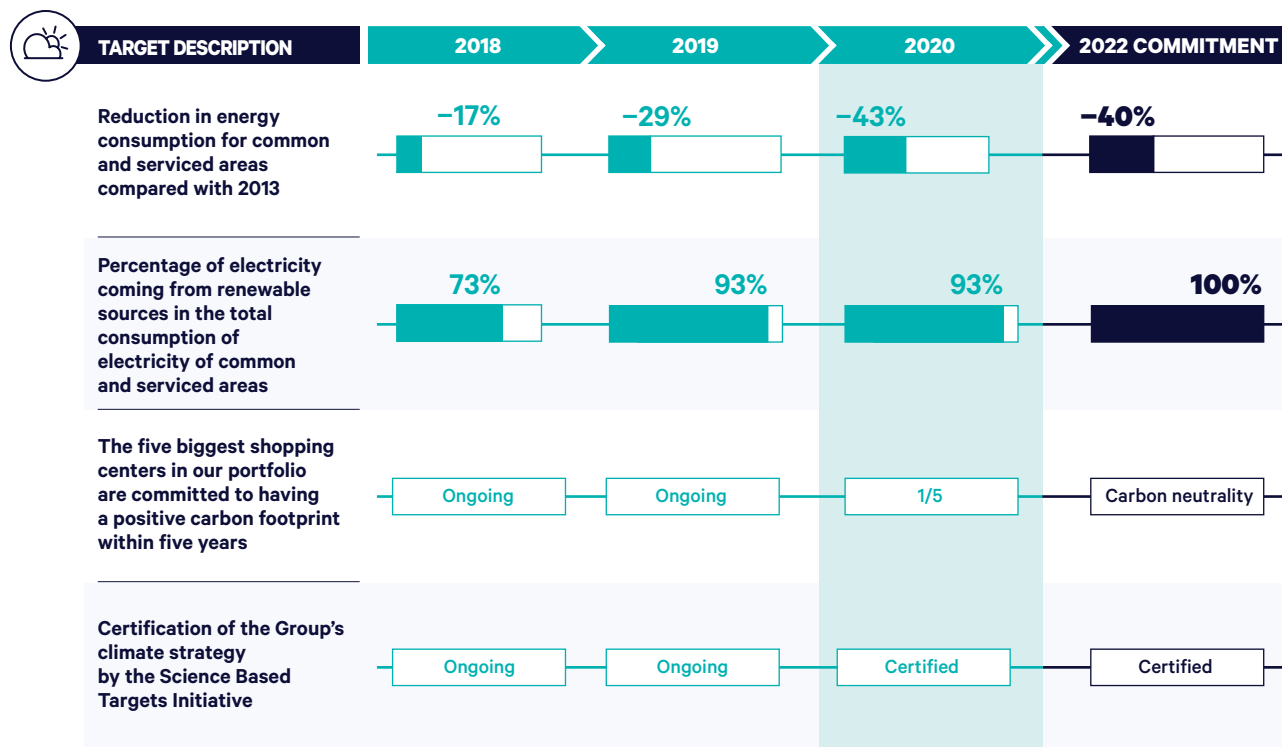 TARGET DESCRIPTION 2018 2019 2020 2022 COMMITMENT
Reduction in energy
consumption for common
and serviced areas
compared with 2013
−17% −29% −43% −40%
Percentage of electricity
coming from renewable
sources in the total
consumption of
electricity of common
and serviced areas
73% 93% 93% 100%
The five biggest shopping
centers in our portfolio
are committed to having
a positive carbon footprint
within five years
Ongoing Ongoing 1/5 Carbon neutrality
Certification of the Group’s
climate strategy
by the Science Based
Targets Initiative
Ongoing Ongoing Certified Certified